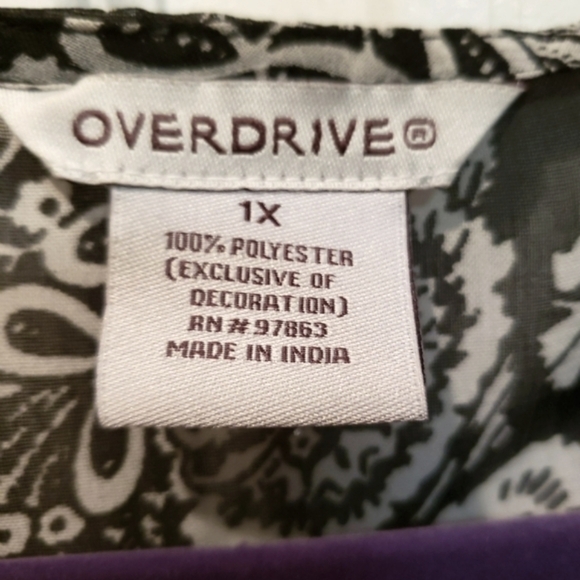 OVERDRIVE®
1X
100% POLYESTER
(EXCLUSIVE OF
DECORATION)
RN# 97863
MADE IN INDIA